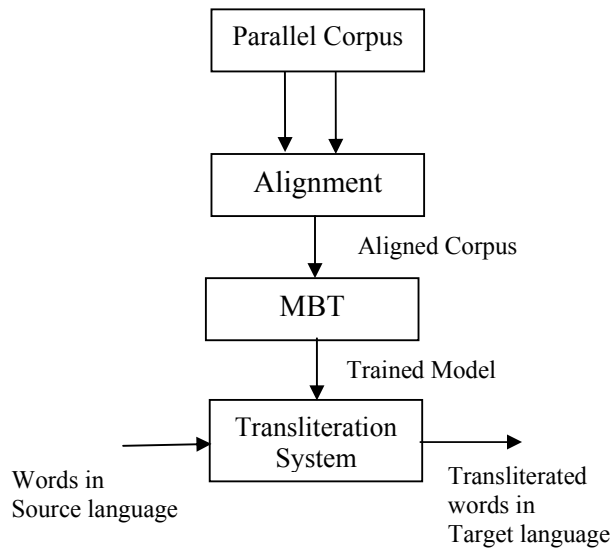 Parallel Corpus
Alignment
Aligned Corpus
MBT
Trained Model
Transliteration
System
Words in
Source language
Transliterated
words in
Target language